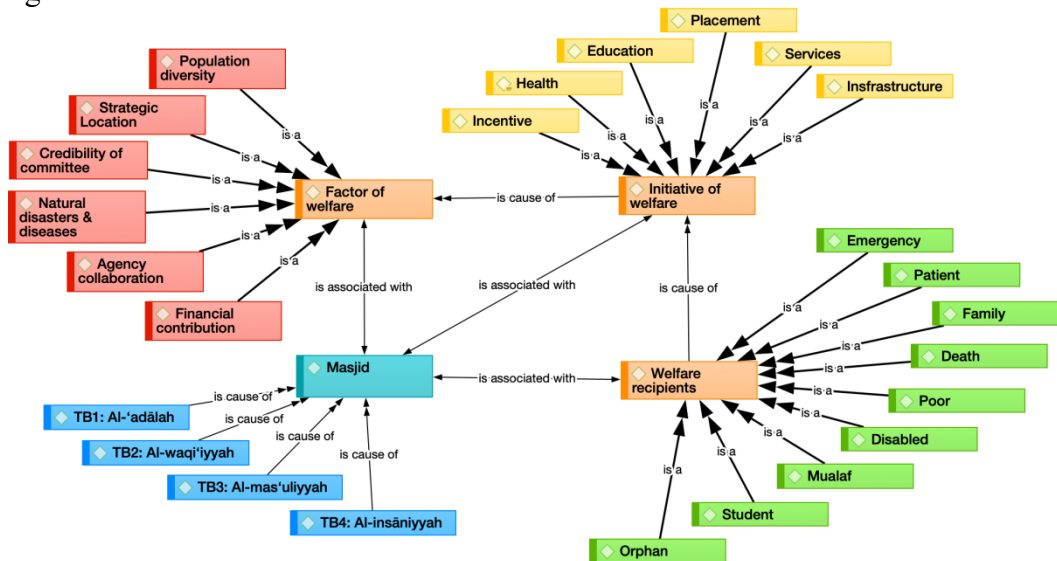 Placement
Education
Services
Health
Insfrastructure
Incentive
is a
is a
is a
is a
is a
is a
Population
diversity
Strategic
Location
Credibility of
committee
Natural
disasters &
diseases
Agency
collaboration
Financial
contribution
is a
is a
is a
is a
is a
is a
Factor of
welfare
is cause of
Initiative of
welfare
is associated with
is associated with
is cause of
Masjid
is associated with
Welfare
recipients
TB1: Al-‘adālah
TB2: Al-waqi‘iyyah
TB3: Al-mas‘uliyyah
TB4: Al-insāniyyah
is cause of
is cause of
is cause of
is cause of
Emergency
Patient
Family
Death
Poor
Disabled
Mualaf
Student
Orphan
is a
is a
is a
is a
is a
is a
is a
is a
is a